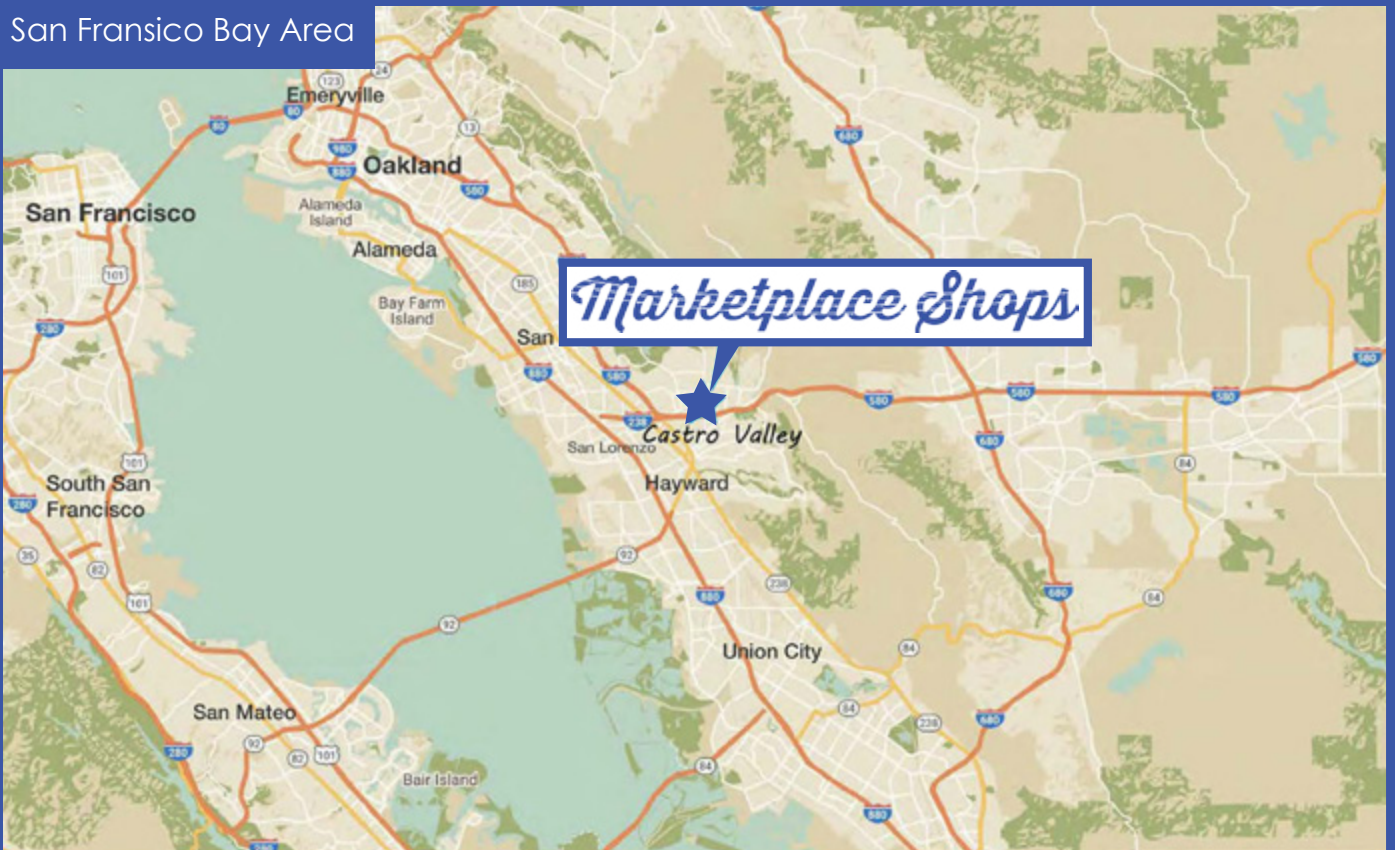 San Fransico Bay Area
24
123
Emeryville
80
80
13
680
980
Oakland
880
580
Alameda
Island
San Francisco
Alameda
101
185
Marketplace Shops
Bay Farm
Island
280
San
580
880
580
580
580
580
238
Castro Valley
680
San Lorenzo
101
84
South San
Francisco
Hayward
280
35
92
82
238
680
880
101
84
92
84
Union City
San Mateo
84
238
680
92
280
82
101
84
Bair Island
880
280